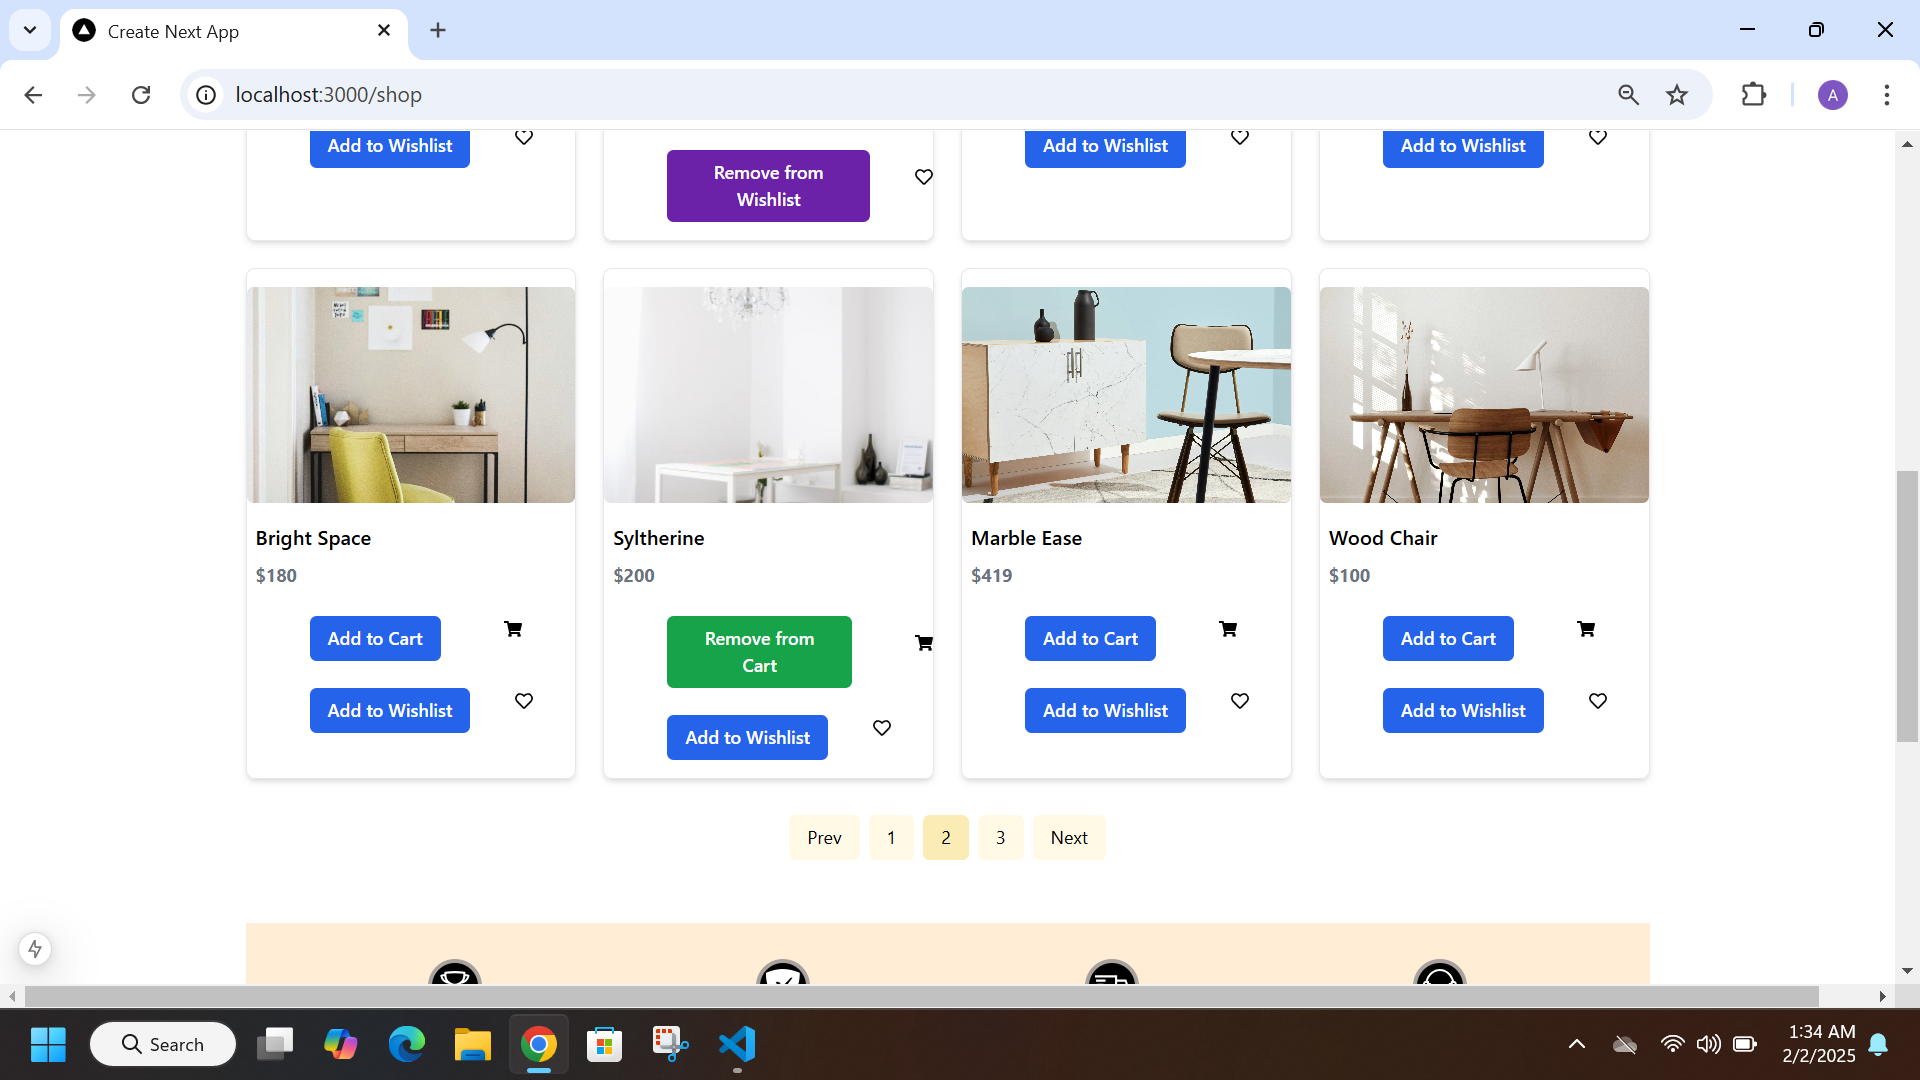 Create Next App
localhost:3000/shop
A
Add to Wishlist
Remove from
Wishlist
Add to Wishlist
Add to Wishlist
Bright Space
$180
Add to Cart
Add to Wishlist
Syltherine
$200
Remove from
Cart
Add to Wishlist
Marble Ease
$419
Add to Cart
Add to Wishlist
Wood Chair
$100
Add to Cart
Add to Wishlist
Prev 1 2 3 Next
Search
1:34 AM
2/2/2025